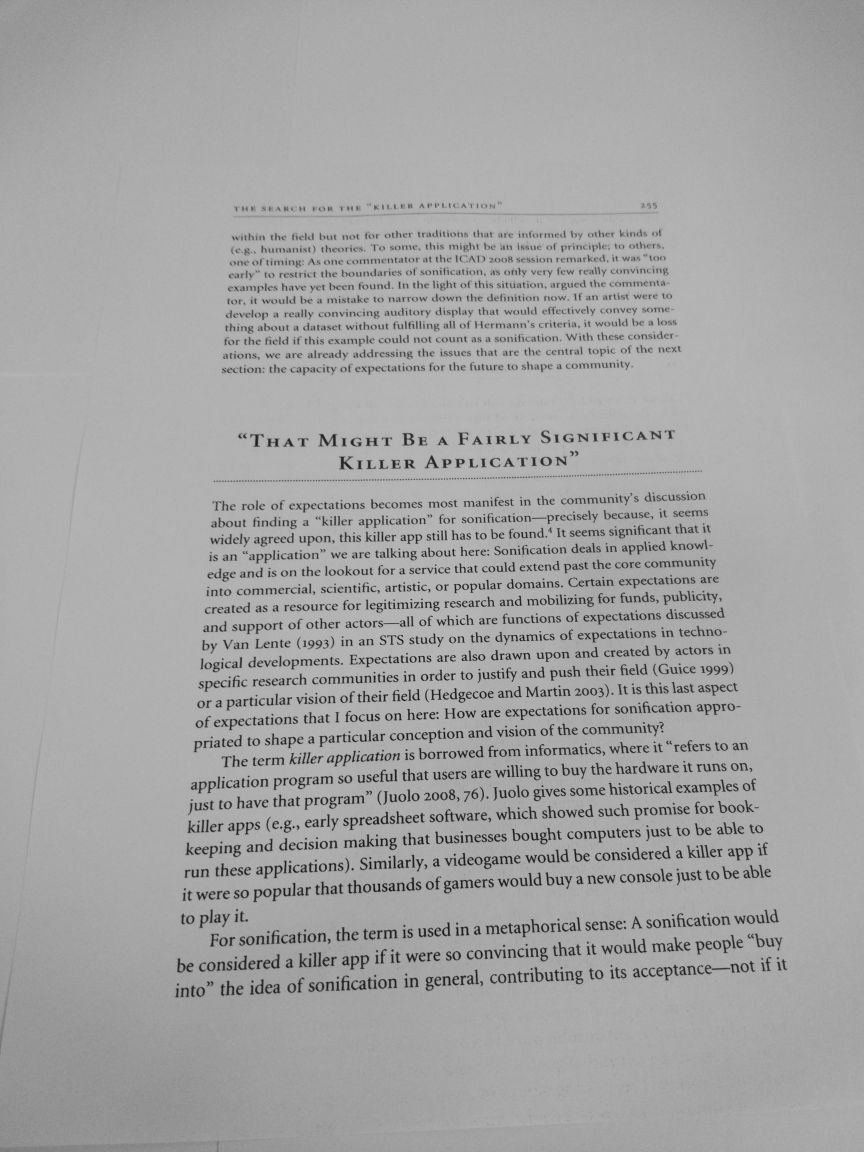 THE SEARCH FOR THE "KILLER APPLICATION" 255
within the field but not for other traditions that are informed by other kinds of
(e.g., humanist) theories. To some, this might be an issue of principle; to others,
one of timing: As one commentator at the ICAD 2008 session remarked, it was "too
early" to restrict the boundaries of sonification, as only very few really convincing
examples have yet been found. In the light of this situation, argued the commenta-
tor, it would be a mistake to narrow down the definition now. If an artist were to
develop a really convincing auditory display that would effectively convey some-
thing about a dataset without fulfilling all of Hermann's criteria, it would be a loss
for the field if this example could not count as a sonification. With these consider-
ations, we are already addressing the issues that are the central topic of the next
section: the capacity of expectations for the future to shape a community.
"THAT MIGHT BE A FAIRLY SIGNIFICANT
KILLER APPLICATION"
The role of expectations becomes most manifest in the community's discussion
about finding a "killer application" for sonification—precisely because, it seems
widely agreed upon, this killer app still has to be found.⁴ It seems significant that it
is an "application" we are talking about here: Sonification deals in applied knowl-
edge and is on the lookout for a service that could extend past the core community
into commercial, scientific, artistic, or popular domains. Certain expectations are
created as a resource for legitimizing research and mobilizing for funds, publicity,
and support of other actors—all of which are functions of expectations discussed
by Van Lente (1993) in an STS study on the dynamics of expectations in techno-
logical developments. Expectations are also drawn upon and created by actors in
specific research communities in order to justify and push their field (Guice 1999)
or a particular vision of their field (Hedgecoe and Martin 2003). It is this last aspect
of expectations that I focus on here: How are expectations for sonification appro-
priated to shape a particular conception and vision of the community?
The term killer application is borrowed from informatics, where it "refers to an
application program so useful that users are willing to buy the hardware it runs on,
just to have that program" (Juolo 2008, 76). Juolo gives some historical examples of
killer apps (e.g., early spreadsheet software, which showed such promise for book-
keeping and decision making that businesses bought computers just to be able to
run these applications). Similarly, a videogame would be considered a killer app if
it were so popular that thousands of gamers would buy a new console just to be able
to play it.
For sonification, the term is used in a metaphorical sense: A sonification would
be considered a killer app if it were so convincing that it would make people "buy
into" the idea of sonification in general, contributing to its acceptance—not if it